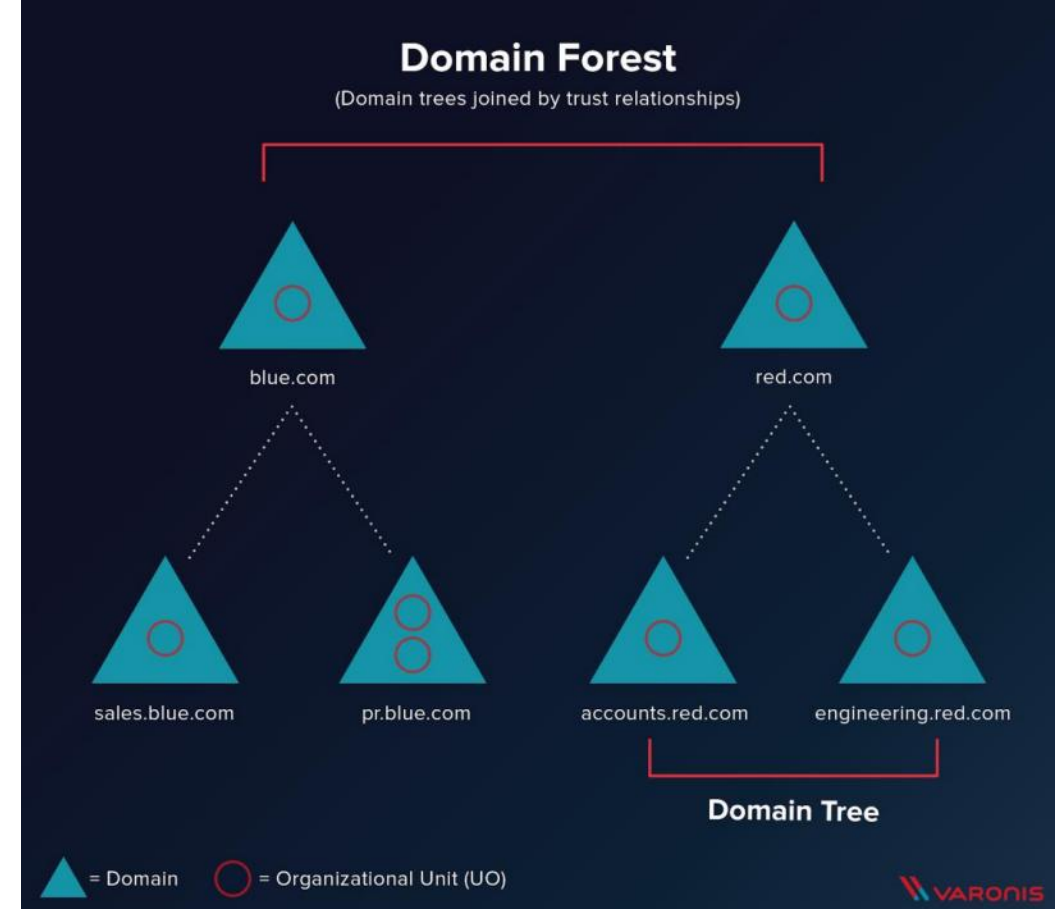 Domain Forest
(Domain trees joined by trust relationships)
blue.com
red.com
sales.blue.com
pr.blue.com
accounts.red.com
engineering.red.com
Domain Tree
= Domain
= Organizational Unit (UO)
VARONIS